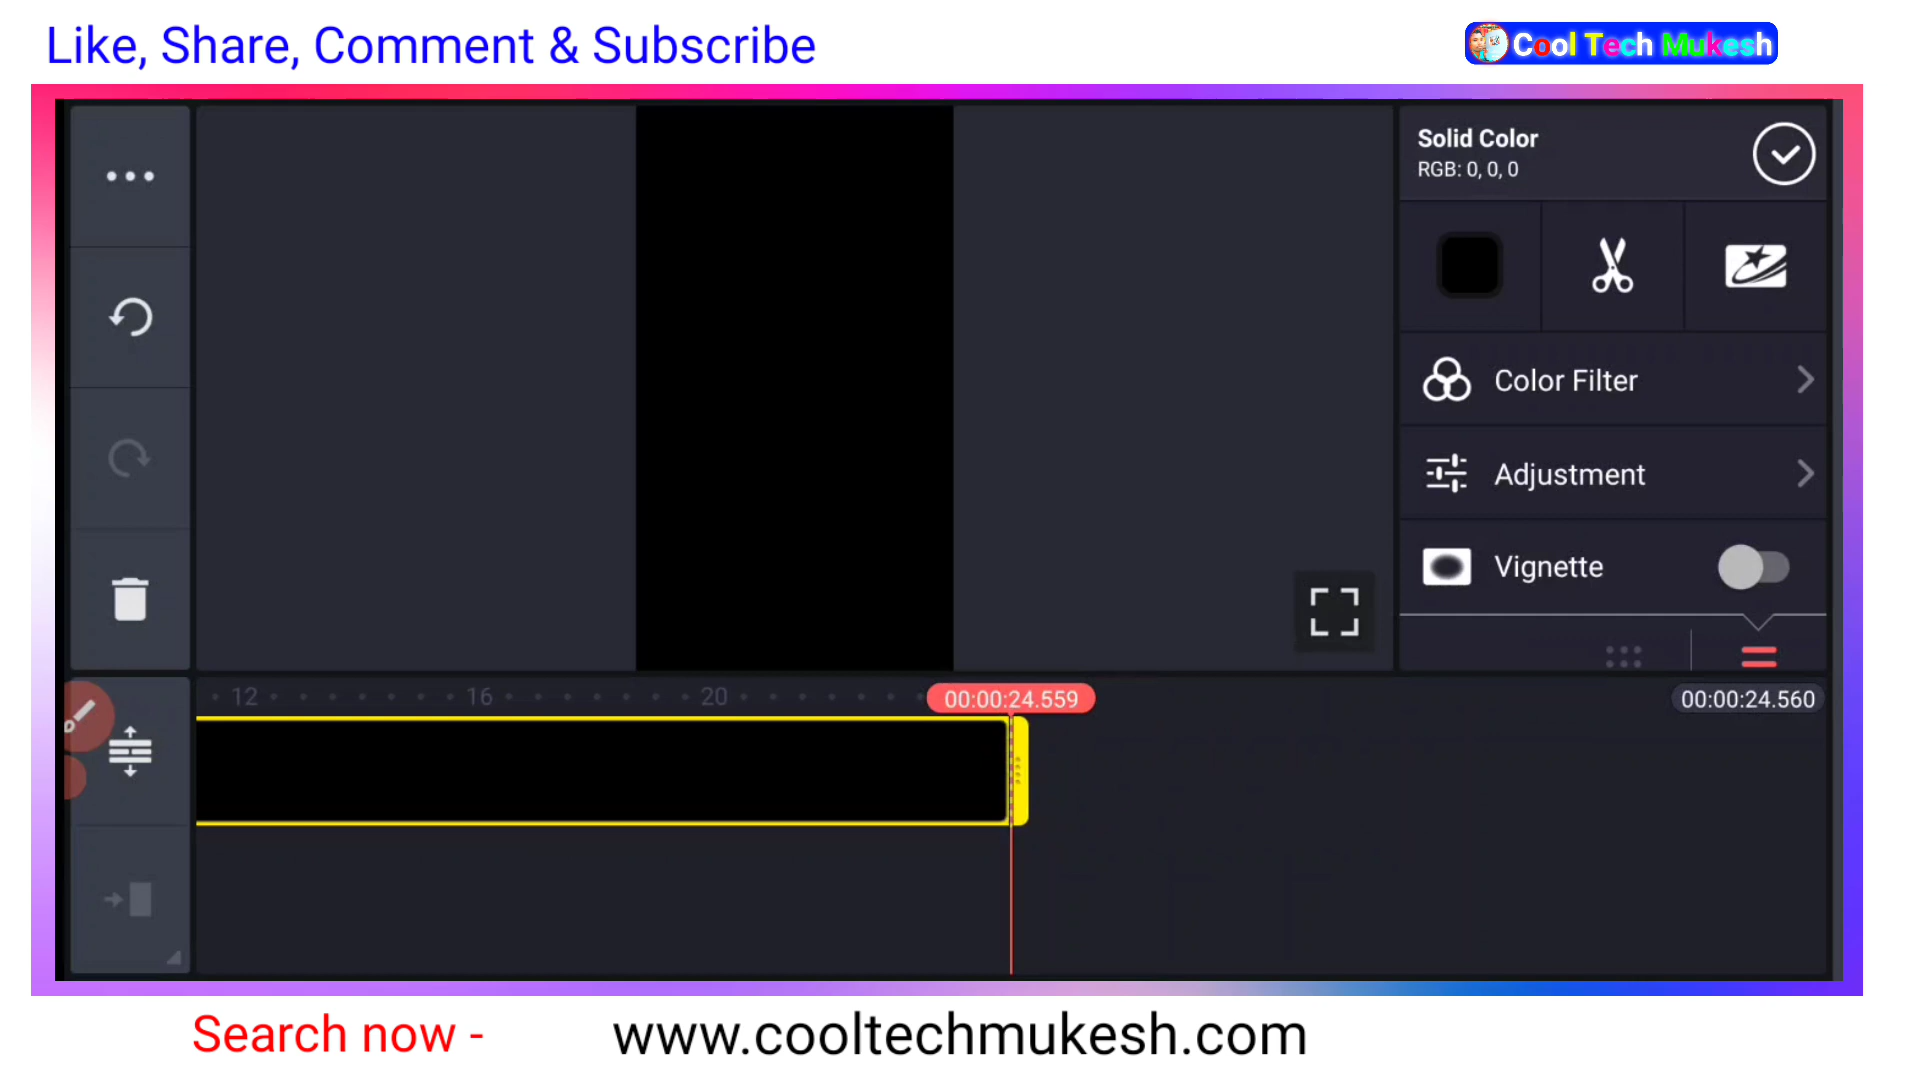 Like, Share, Comment & Subscribe
Cool Tech Mukesh
Solid Color
RGB: 0, 0, 0
Color Filter
Adjustment
Vignette
12
16
20
00:00:24.559
00:00:24.560
Search now -
www.cooltechmukesh.com